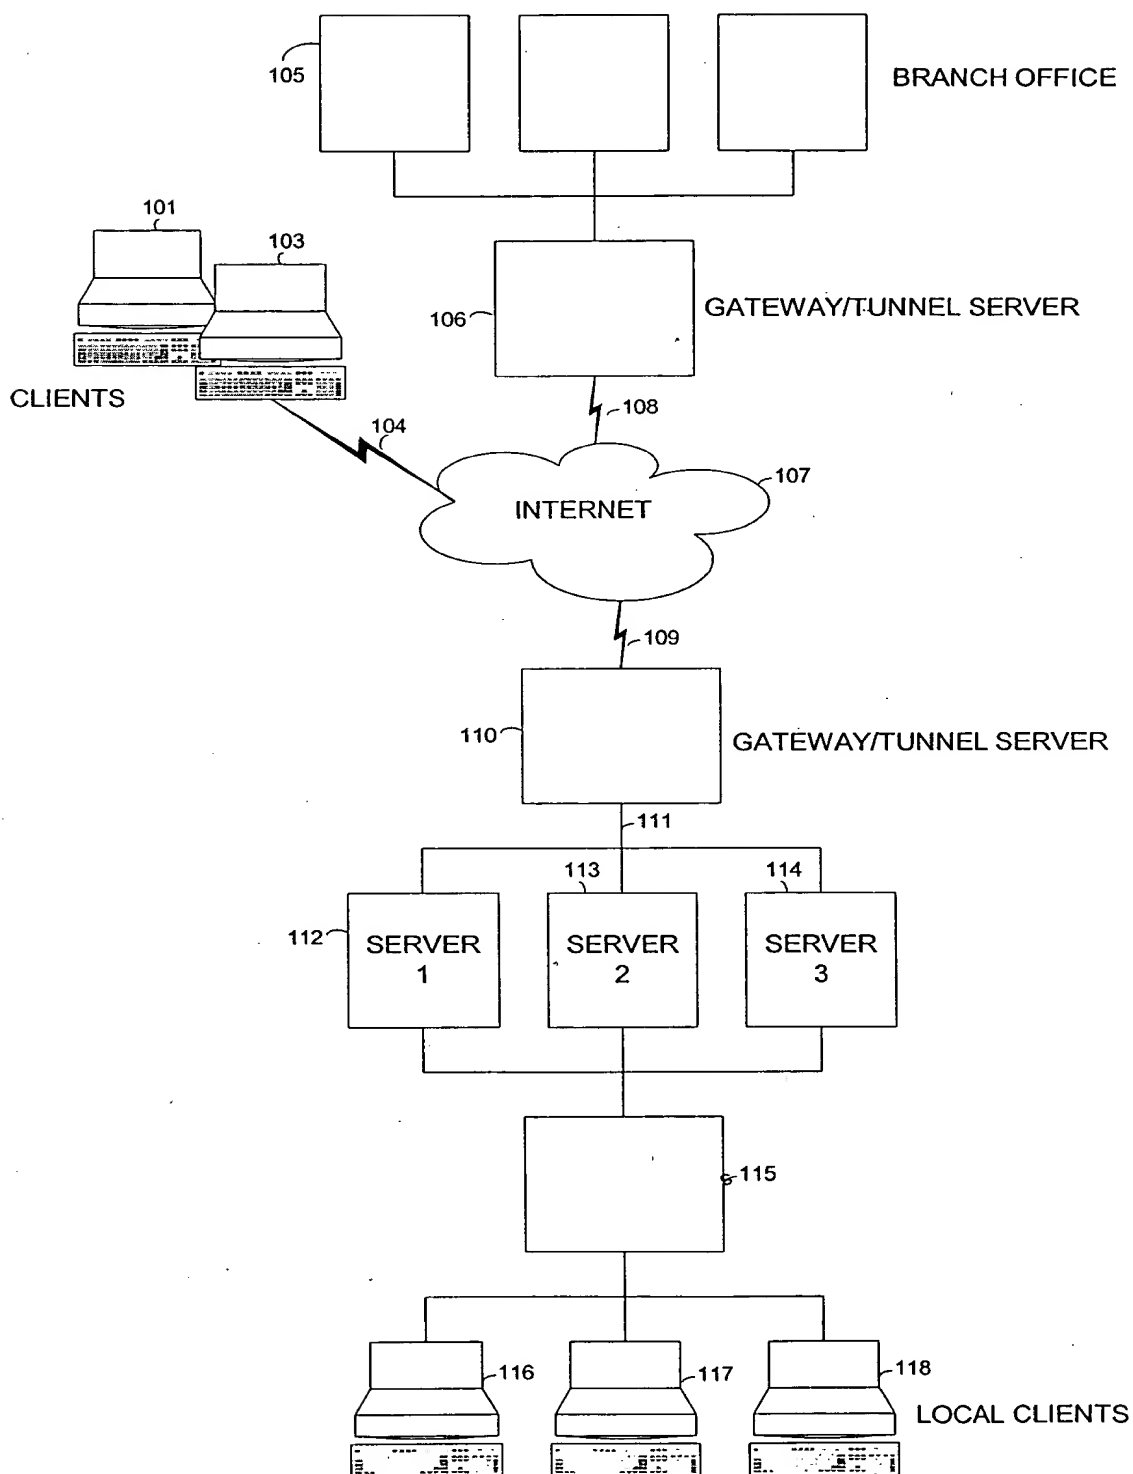 105
BRANCH OFFICE
101
103
106
GATEWAY/TUNNEL SERVER
CLIENTS
108
104
107
INTERNET
109
110
GATEWAY/TUNNEL SERVER
111
113
114
112
SERVER
1
SERVER
2
SERVER
3
115
116
117
118
LOCAL CLIENTS